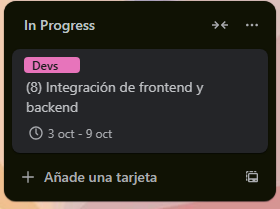 In Progress
Devs
(8) Integración de frontend y
backend
3 oct - 9 oct
Añade una tarjeta